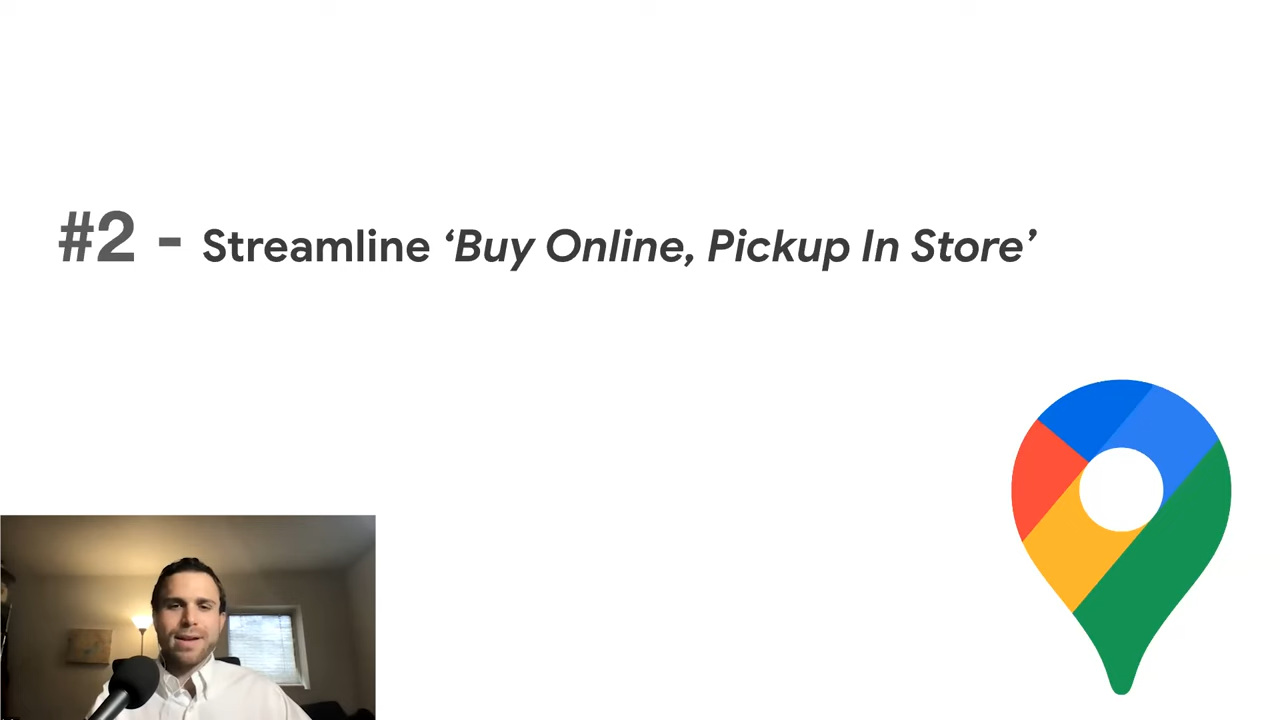 #2 - Streamline ‘Buy Online, Pickup In Store’